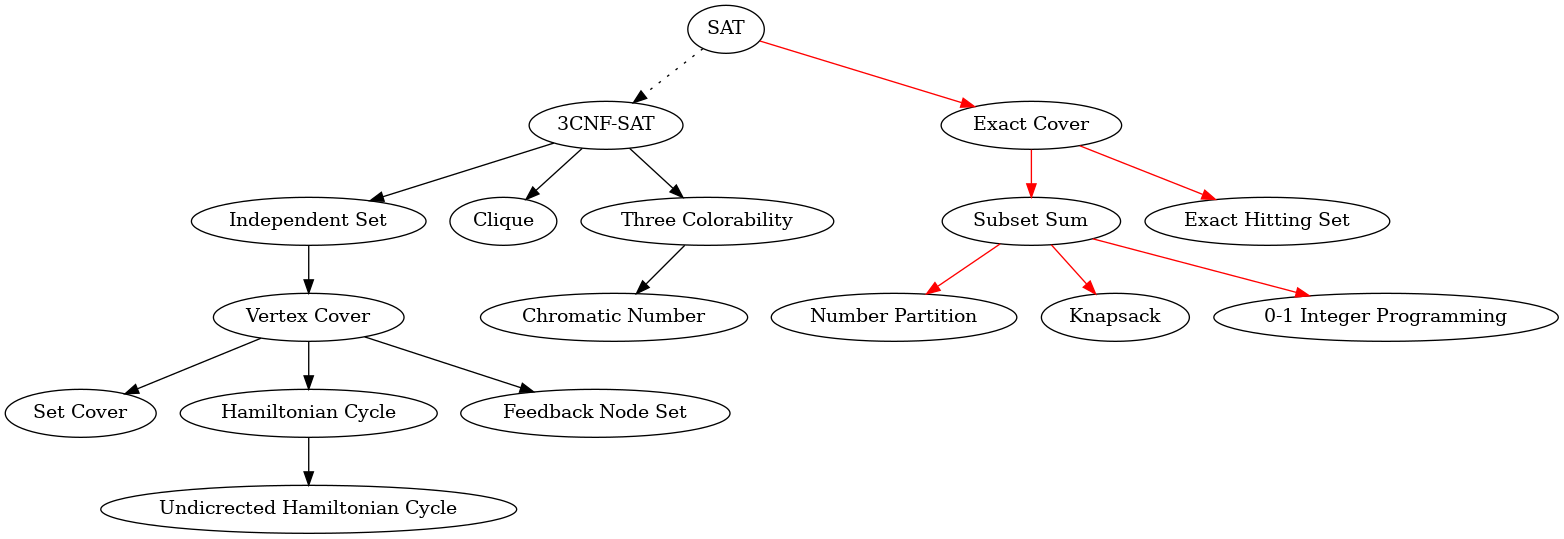 SAT
3CNF-SAT
Exact Cover
Independent Set
Clique
Three Colorability
Subset Sum
Exact Hitting Set
Vertex Cover
Chromatic Number
Number Partition
Knapsack
0-1 Integer Programming
Set Cover
Hamiltonian Cycle
Feedback Node Set
Undicrected Hamiltonian Cycle